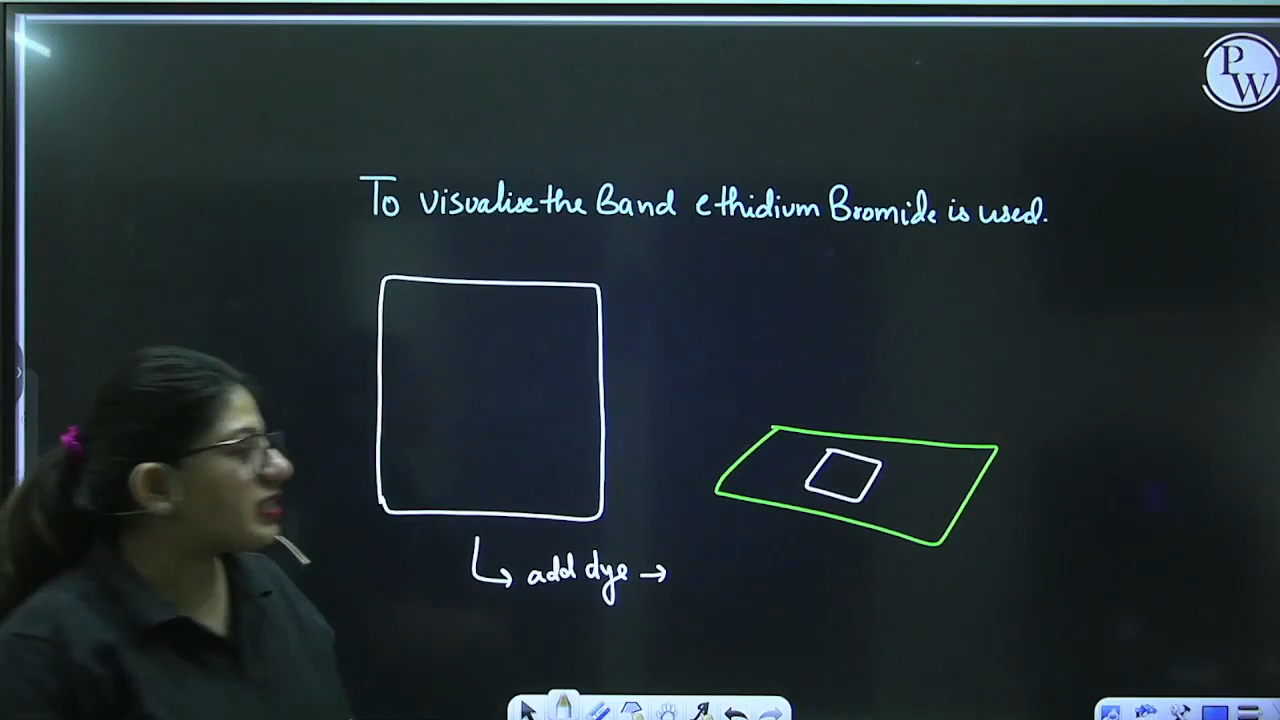 PW
To visualise the Band ethidium Bromide is used.
add dye →